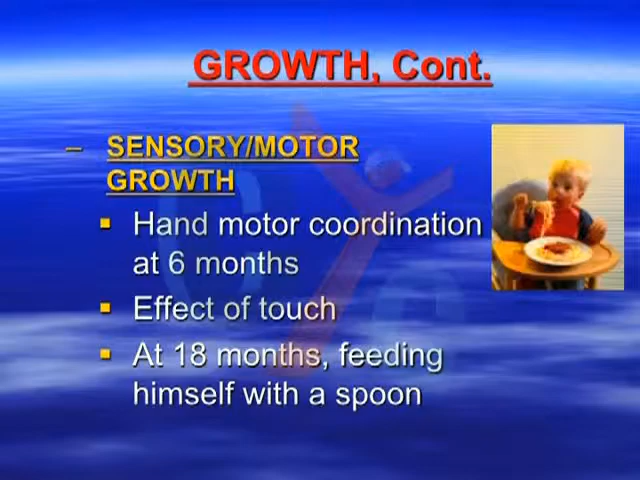 GROWTH, Cont.
– SENSORY/MOTOR
GROWTH
▪ Hand motor coordination
at 6 months
▪ Effect of touch
▪ At 18 months, feeding
himself with a spoon